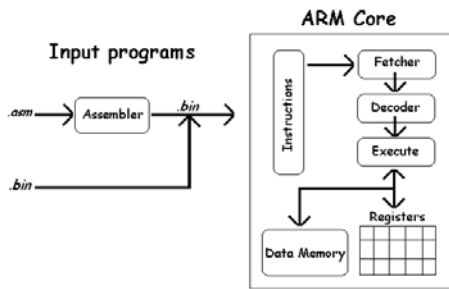 ARM Core
Input programs
Fetcher
.asm
Assembler
.bin
Instructions
Decoder
Execute
.bin
Registers
Data Memory